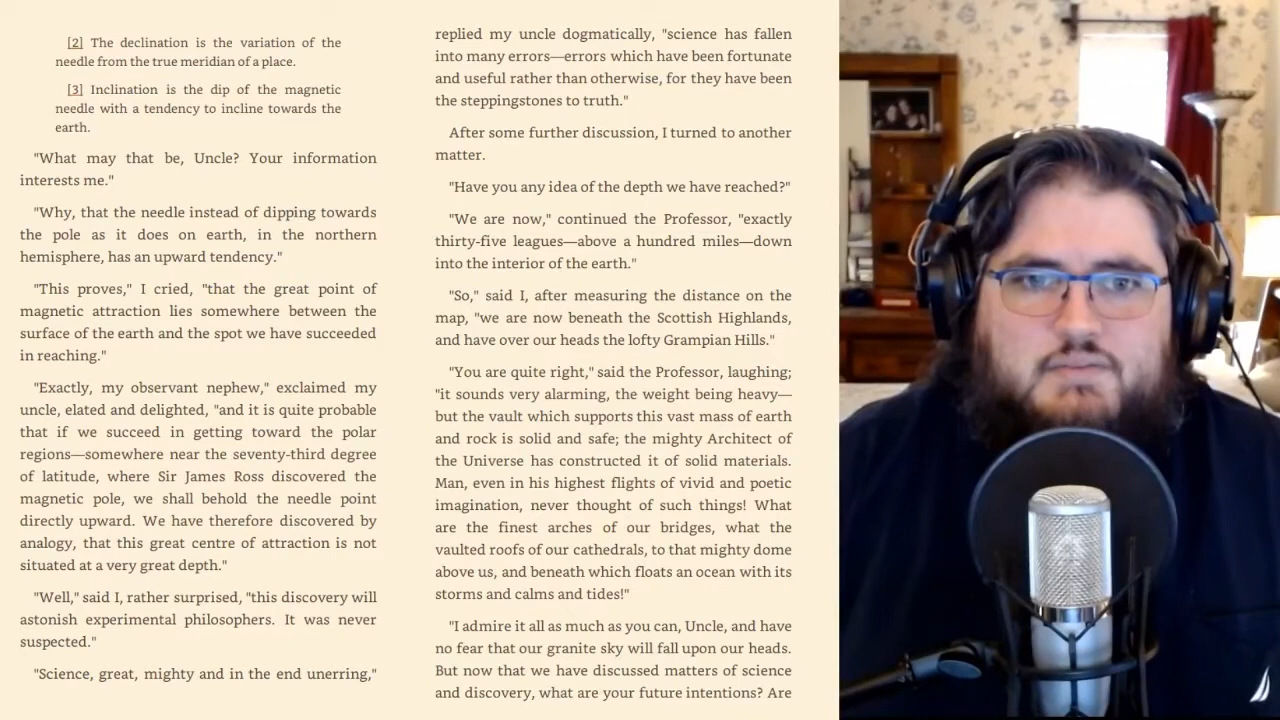 [2] The declination is the variation of the
needle from the true meridian of a place.
[3] Inclination is the dip of the magnetic
needle with a tendency to incline towards the
earth.
"What may that be, Uncle? Your information
interests me."
"Why, that the needle instead of dipping towards
the pole as it does on earth, in the northern
hemisphere, has an upward tendency."
"This proves," I cried, "that the great point of
magnetic attraction lies somewhere between the
surface of the earth and the spot we have succeeded
in reaching."
"Exactly, my observant nephew," exclaimed my
uncle, elated and delighted, "and it is quite probable
that if we succeed in getting toward the polar
regions—somewhere near the seventy-third degree
of latitude, where Sir James Ross discovered the
magnetic pole, we shall behold the needle point
directly upward. We have therefore discovered by
analogy, that this great centre of attraction is not
situated at a very great depth."
"Well," said I, rather surprised, "this discovery will
astonish experimental philosophers. It was never
suspected."
"Science, great, mighty and in the end unerring,"
replied my uncle dogmatically, "science has fallen
into many errors—errors which have been fortunate
and useful rather than otherwise, for they have been
the steppingstones to truth."
After some further discussion, I turned to another
matter.
"Have you any idea of the depth we have reached?"
"We are now," continued the Professor, "exactly
thirty-five leagues—above a hundred miles—down
into the interior of the earth."
"So," said I, after measuring the distance on the
map, "we are now beneath the Scottish Highlands,
and have over our heads the lofty Grampian Hills."
"You are quite right," said the Professor, laughing;
"it sounds very alarming, the weight being heavy—
but the vault which supports this vast mass of earth
and rock is solid and safe; the mighty Architect of
the Universe has constructed it of solid materials.
Man, even in his highest flights of vivid and poetic
imagination, never thought of such things! What
are the finest arches of our bridges, what the
vaulted roofs of our cathedrals, to that mighty dome
above us, and beneath which floats an ocean with its
storms and calms and tides!"
"I admire it all as much as you can, Uncle, and have
no fear that our granite sky will fall upon our heads.
But now that we have discussed matters of science
and discovery, what are your future intentions? Are